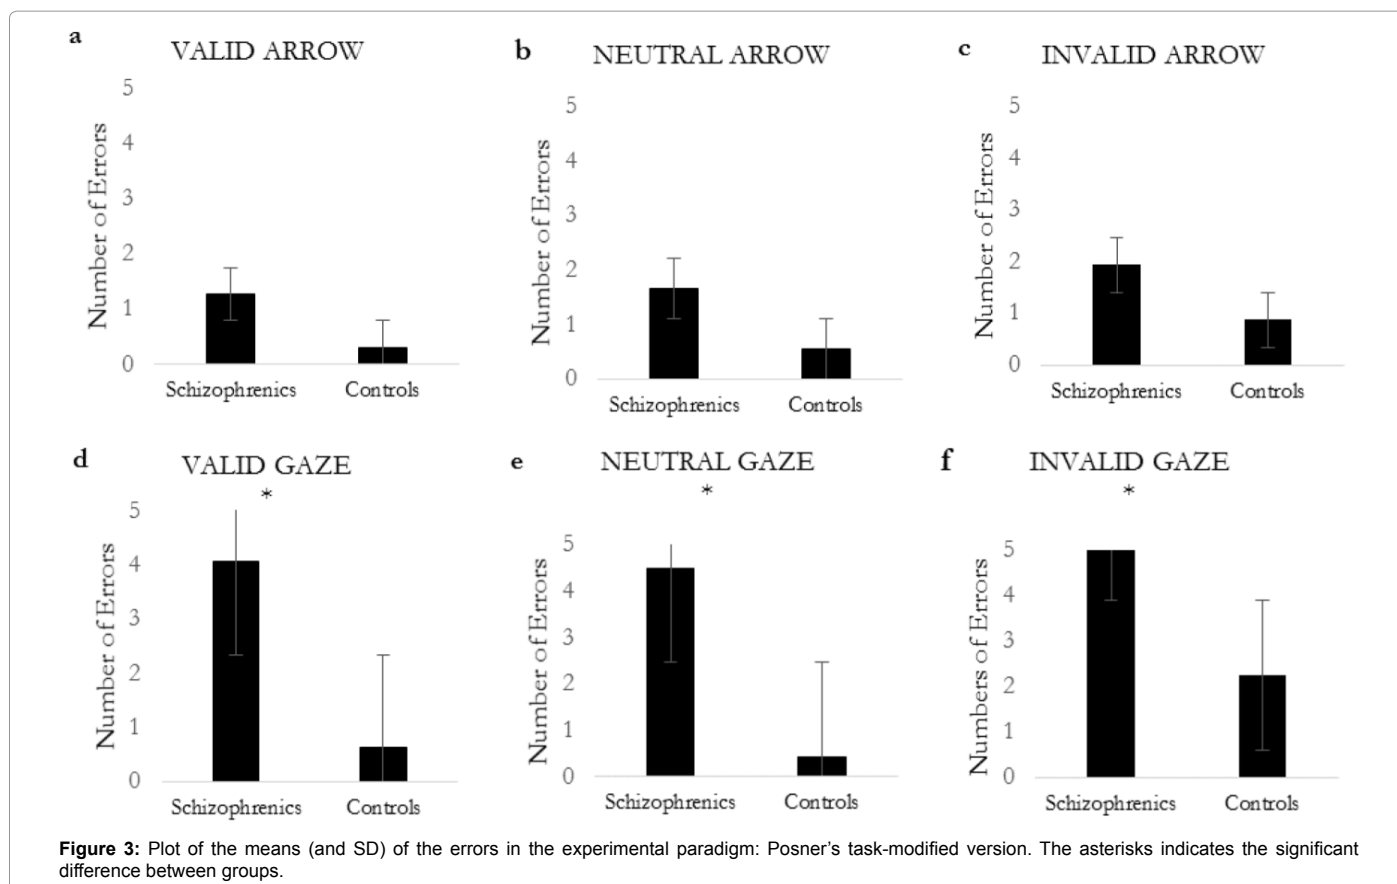 a
VALID ARROW
5
4
3
2
1
0
Number of Errors
Schizophrenics Controls
b
NEUTRAL ARROW
5
4
3
2
1
0
Number of Errors
Schizophrenics Controls
c
INVALID ARROW
5
4
3
2
1
0
Number of Errors
Schizophrenics Controls
d
VALID GAZE
*
5
4
3
2
1
0
Number of Errors
Schizophrenics Controls
e
NEUTRAL GAZE
*
5
4
3
2
1
0
Number of Errors
Schizophrenics Controls
f
INVALID GAZE
*
5
4
3
2
1
0
Numbers of Errors
Schizophrenics Controls
Figure 3: Plot of the means (and SD) of the errors in the experimental paradigm: Posner's task-modified version. The asterisks indicates the significant
difference between groups.